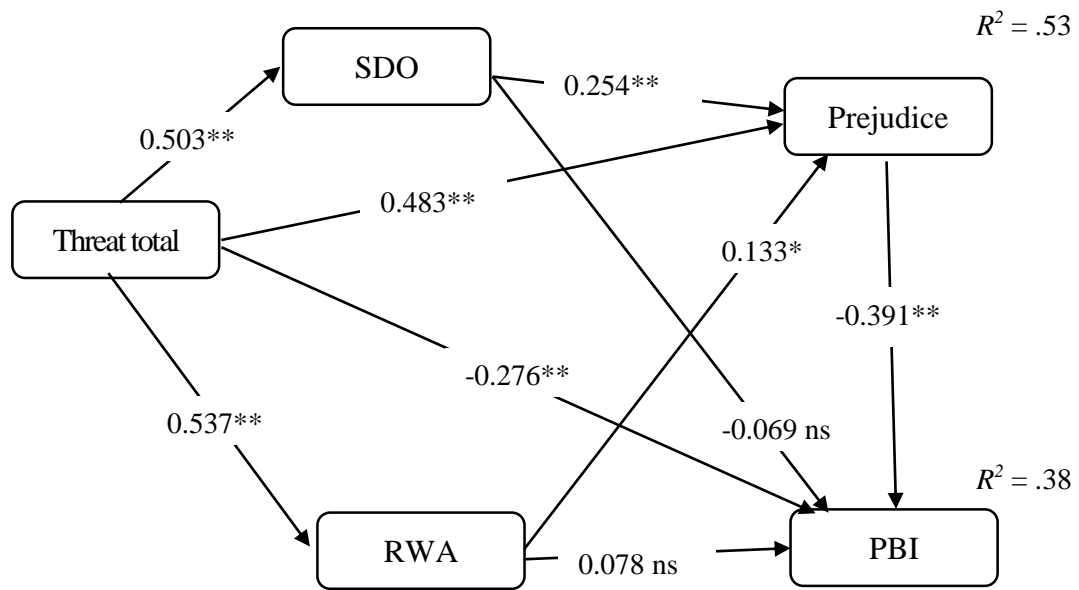 R² = .53
SDO
0.254**
Prejudice
0.503**
0.483**
Threat total
0.133*
-0.391**
-0.276**
0.537**
-0.069 ns
R² = .38
RWA
0.078 ns
PBI